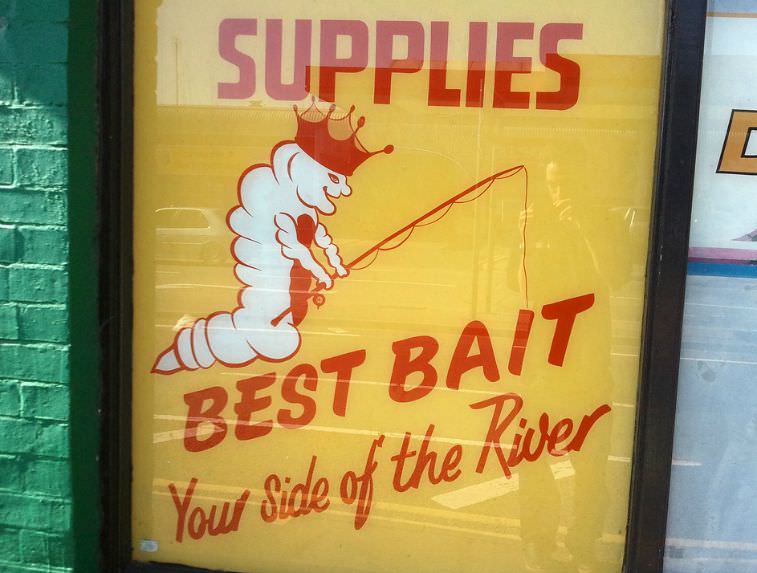 SUPPLIES
BEST BAIT
Your Side of the River